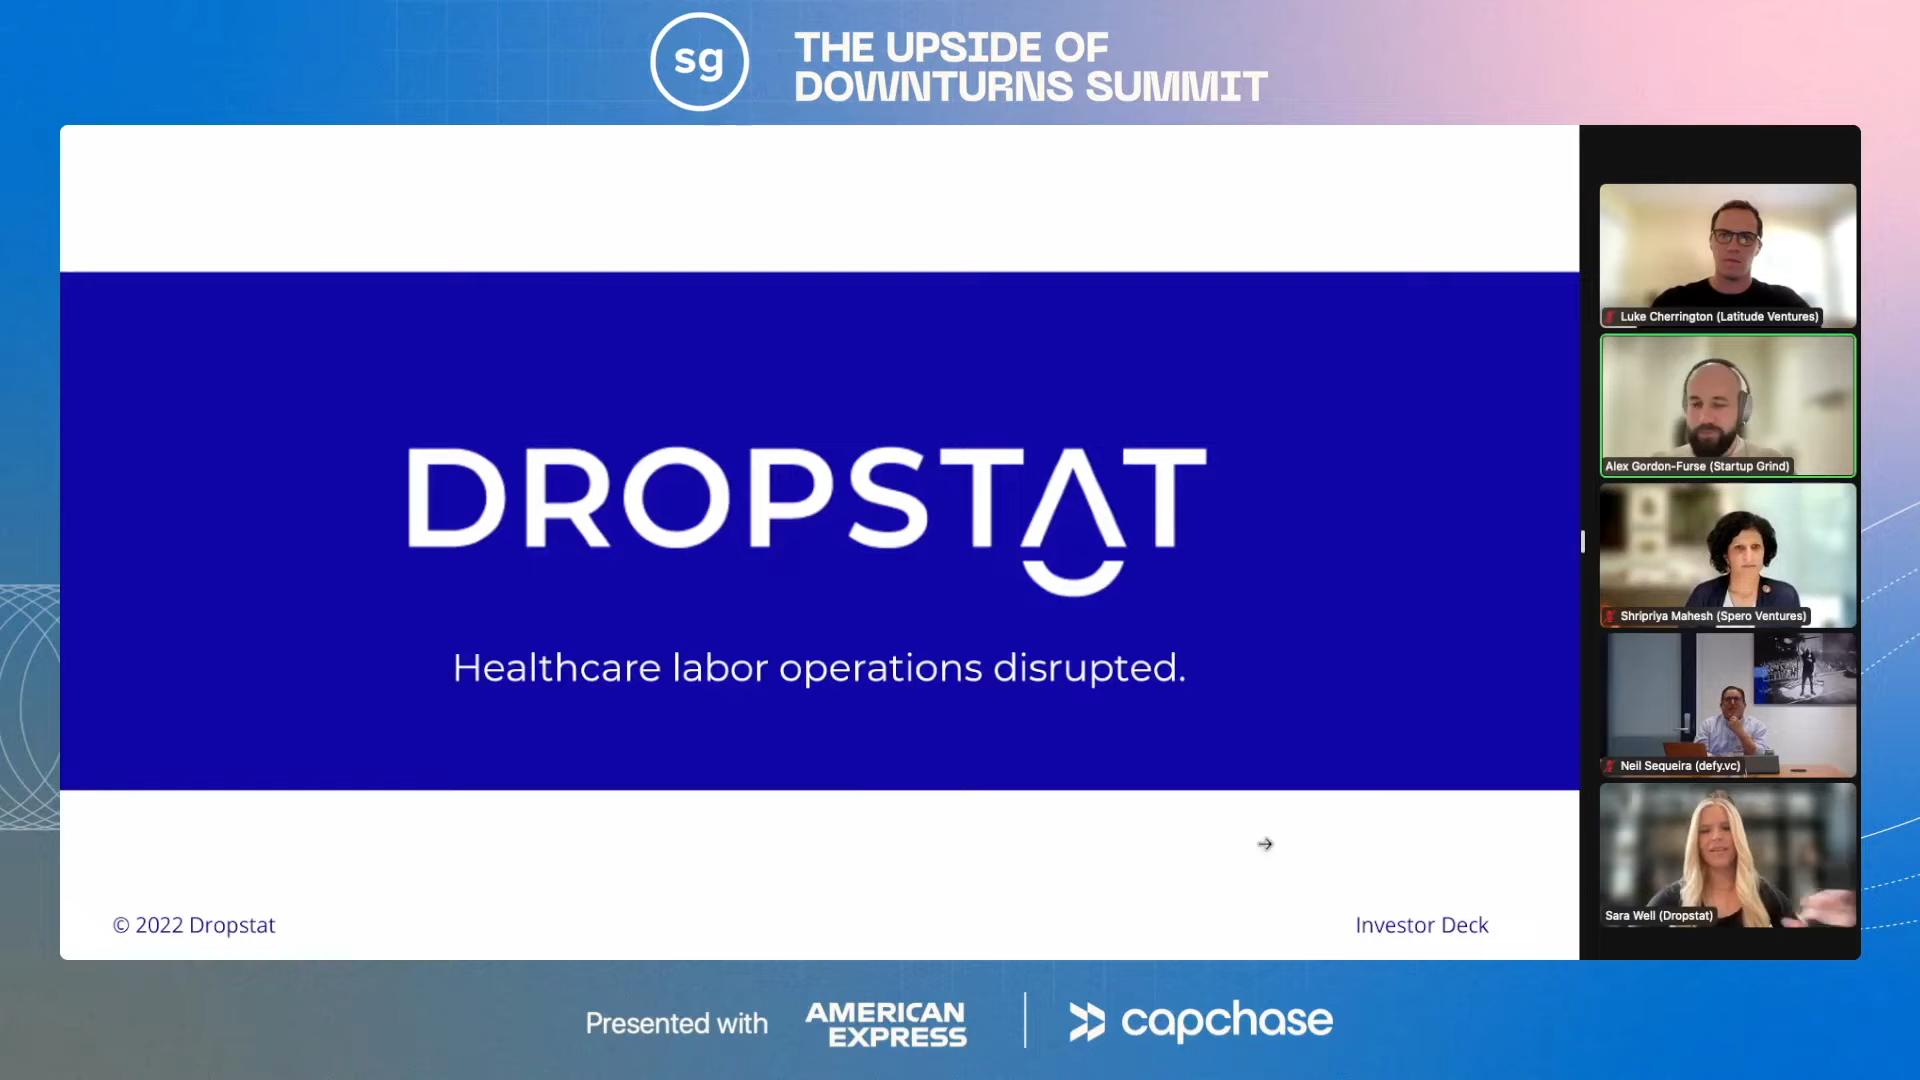 sg
THE UPSIDE OF
DOWNTURNS SUMMIT
DROPSTAT
Healthcare labor operations disrupted.
© 2022 Dropstat
Investor Deck
Luke Cherrington (Latitude Ventures)
Alex Gordon-Furse (Startup Grind)
Shripriya Mahesh (Spero Ventures)
Neil Sequeira (defy.vc)
Sara Well (Dropstat)
Presented with
AMERICAN
EXPRESS
capchase